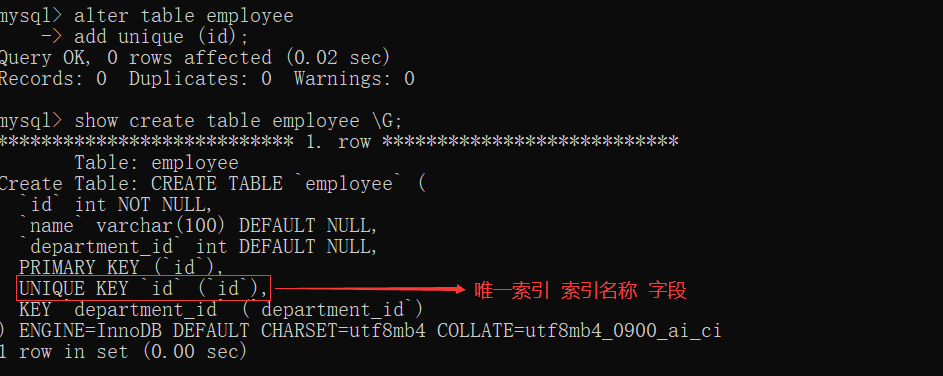 mysql> alter table employee
-> add unique (id);
Query OK, 0 rows affected (0.02 sec)
Records: 0  Duplicates: 0  Warnings: 0
mysql> show create table employee \G;
*************************** 1. row ***************************
Table: employee
Create Table: CREATE TABLE `employee` (
`id` int NOT NULL,
`name` varchar(100) DEFAULT NULL,
`department_id` int DEFAULT NULL,
PRIMARY KEY (`id`),
UNIQUE KEY `id` (`id`), 唯一索引 索引名称 字段
KEY `department_id` (`department_id`)
) ENGINE=InnoDB DEFAULT CHARSET=utf8mb4 COLLATE=utf8mb4_0900_ai_ci
1 row in set (0.00 sec)